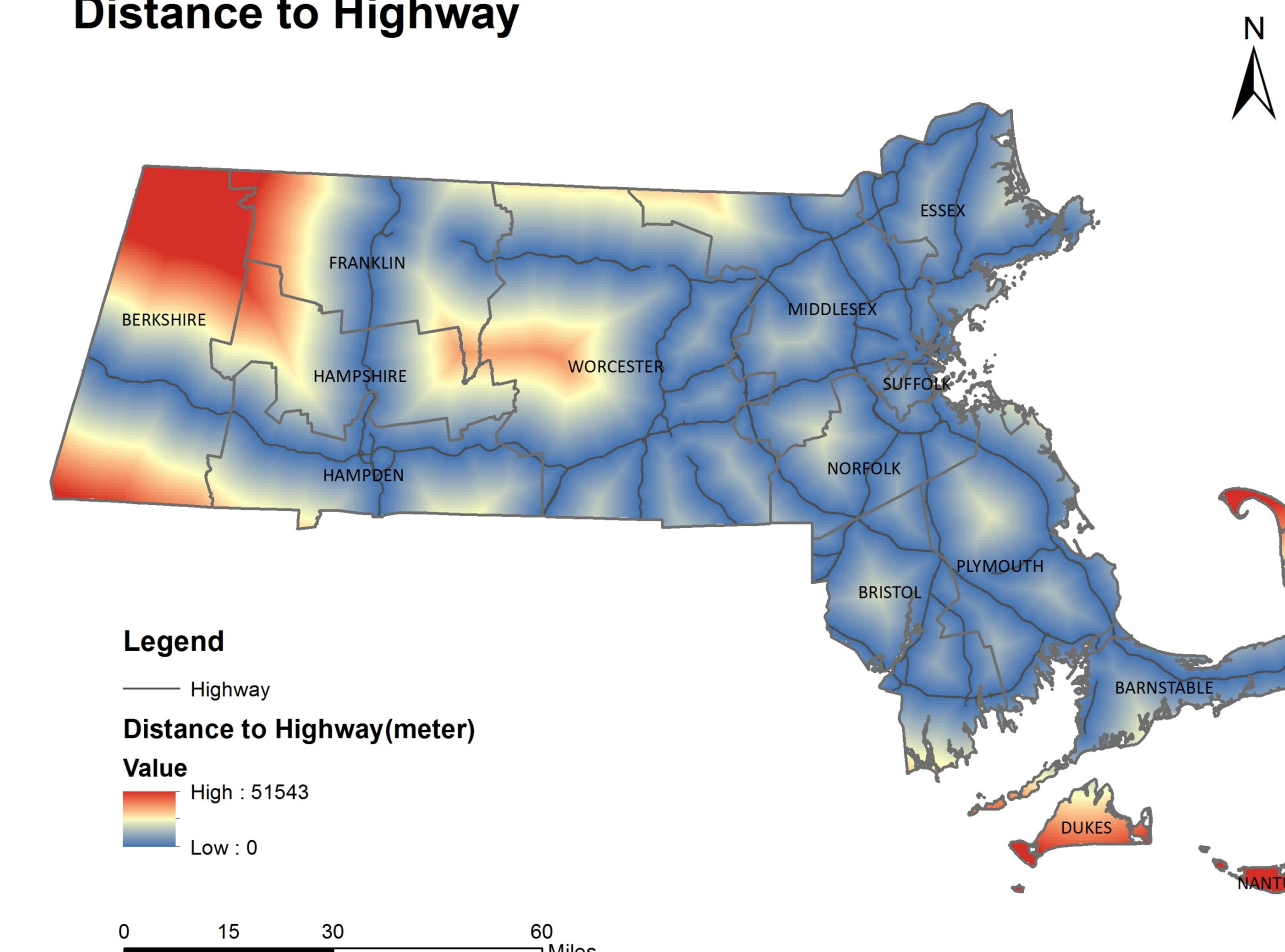 Distance to Highway
N
ESSEX
FRANKLIN
MIDDLESEX
BERKSHIRE
WORCESTER
HAMPSHIRE
SUFFOLK
NORFOLK
HAMPDEN
PLYMOUTH
BRISTOL
BARNSTABLE
DUKES
NANTU
Legend
Highway
Distance to Highway(meter)
Value
High : 51543
Low : 0
0 15 30 60
Miles